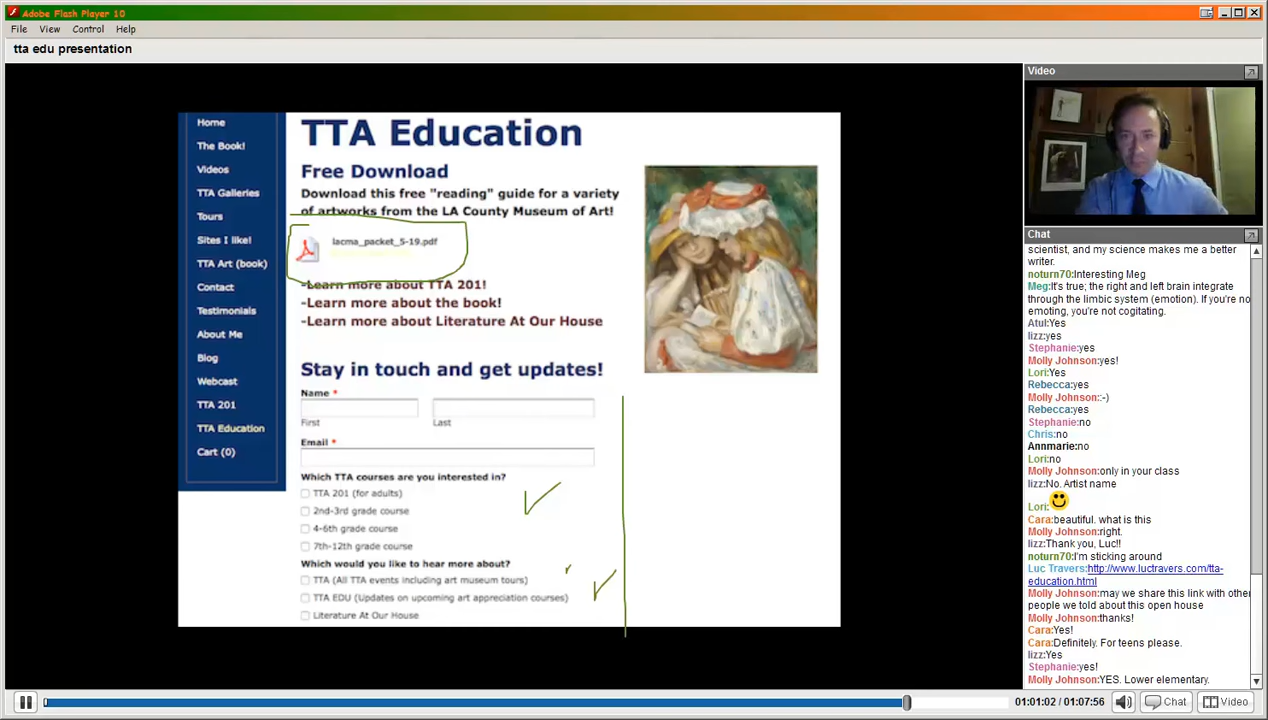 Adobe Flash Player 10
File View Control Help
tta edu presentation
Home
The Book!
Videos
TTA Galleries
Tours
Sites I like!
TTA Art (book)
Contact
Testimonials
About Me
Blog
Webcast
TTA 201
TTA Education
Cart (0)
TTA Education
Free Download
Download this free "reading" guide for a variety
of artworks from the LA County Museum of Art!
lacma_packet_5-19.pdf
-Learn more about TTA 201!
-Learn more about the book!
-Learn more about Literature At Our House
Stay in touch and get updates!
Name *
First Last
Email *
Which TTA courses are you interested in?
TTA 201 (for adults)
2nd-3rd grade course
4-6th grade course
7th-12th grade course
Which would you like to hear more about?
TTA (All TTA events including art museum tours)
TTA EDU (Updates on upcoming art appreciation courses)
Literature At Our House
Video
Chat
scientist, and my science makes me a better
writer.
noturn70:Interesting Meg
Meg:It's true; the right and left brain integrate
through the limbic system (emotion). If you're no
emoting, you're not cogitating.
Atul:Yes
lizz:yes
Stephanie:yes
Molly Johnson:yes!
Lori:Yes
Rebecca:yes
Molly Johnson::-)
Rebecca:yes
Stephanie:no
Chris:no
Annmarie:no
Lori:no
Molly Johnson:only in your class
lizz:No. Artist name
Lori:
Cara:beautiful. what is this
Molly Johnson:right.
lizz:Thank you, Luc!!
noturn70:I'm sticking around
Luc Travers:http://www.luctravers.com/tta-
education.html
Molly Johnson:may we share this link with other
people we told about this open house
Molly Johnson:thanks!
Cara:Yes!
Cara:Definitely. For teens please.
lizz:Yes
Stephanie:yes!
Molly Johnson:YES. Lower elementary.
01:01:02 / 01:07:56 Chat Video